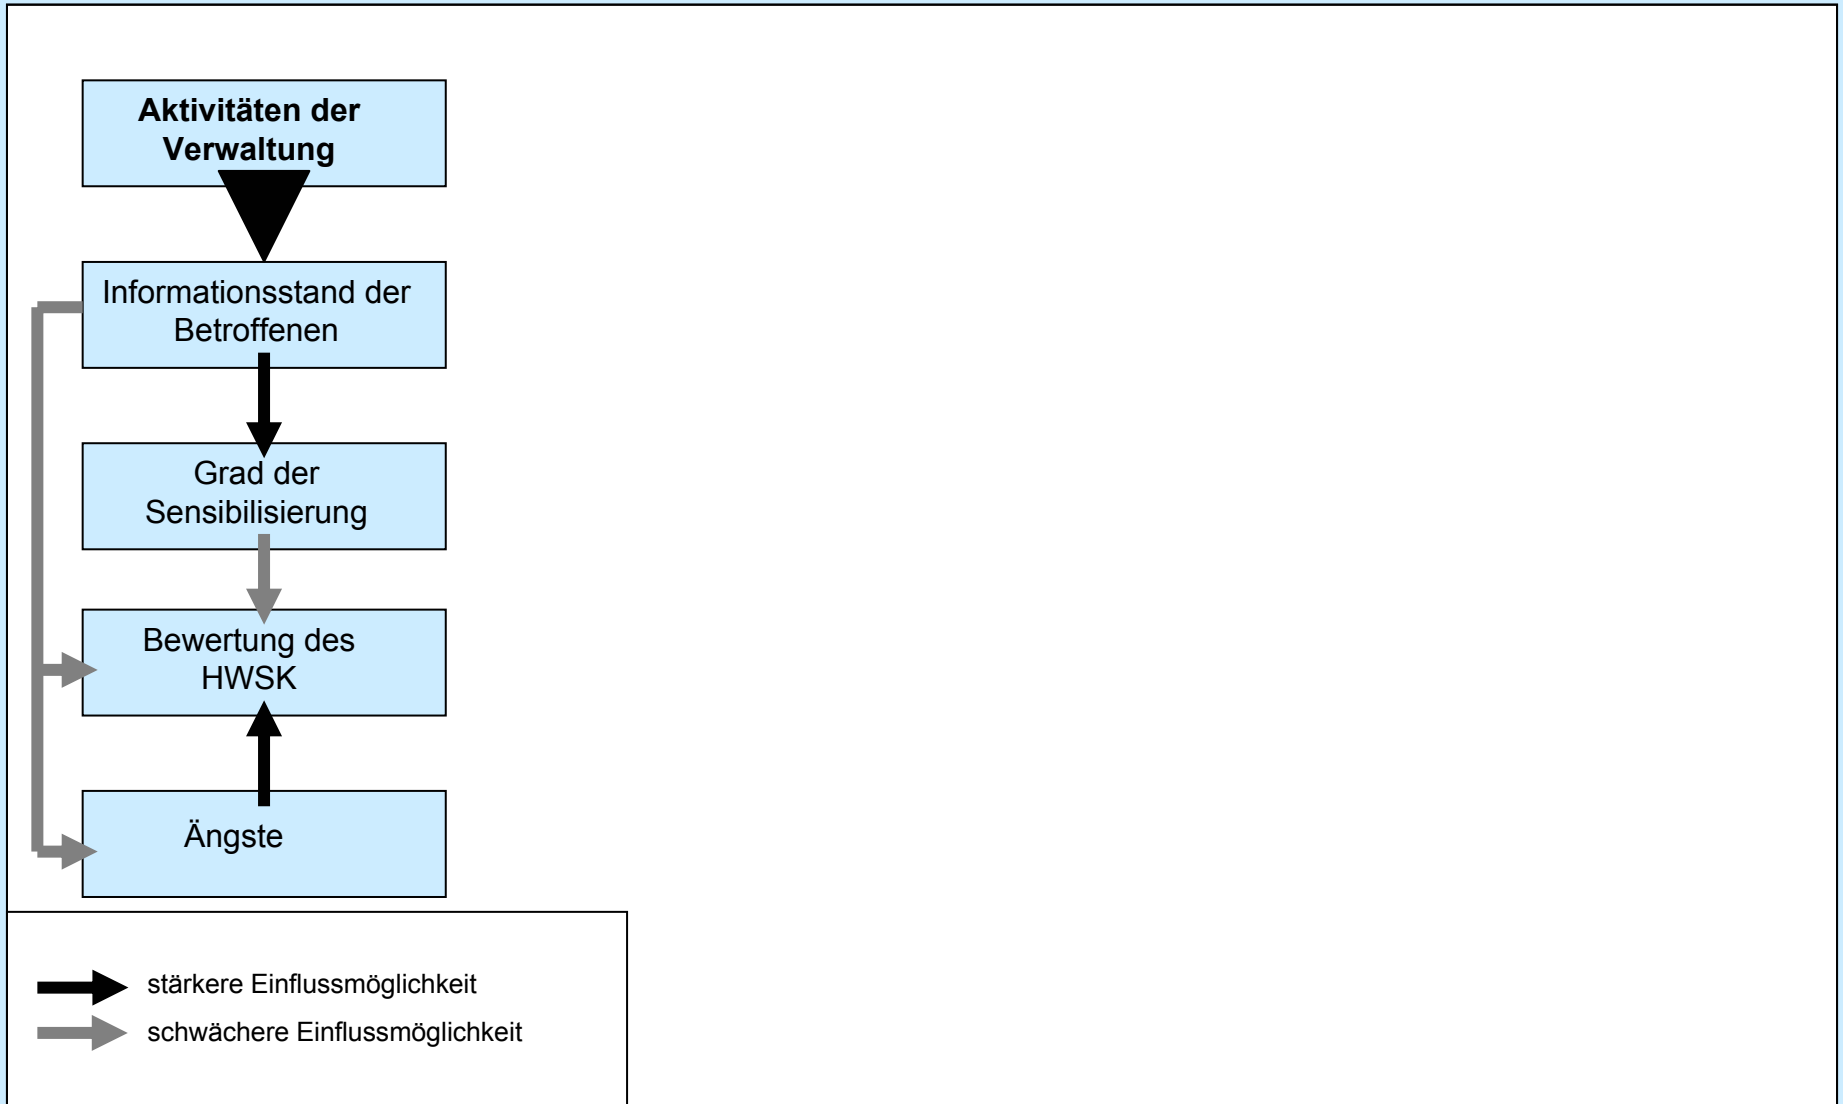 Aktivitäten der
Verwaltung
Informationsstand der
Betroffenen
Grad der
Sensibilisierung
Bewertung des
HWSK
Ängste
stärkere Einflussmöglichkeit
schwächere Einflussmöglichkeit